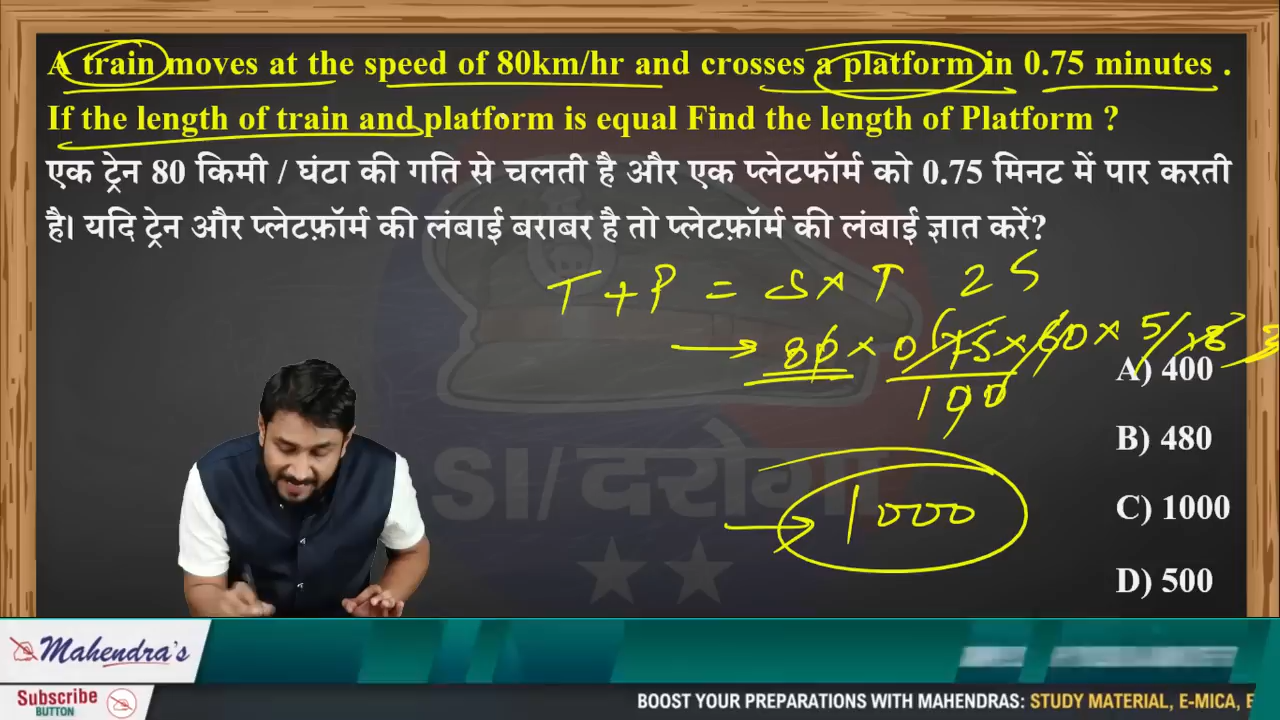 A train moves at the speed of 80km/hr and crosses a platform in 0.75 minutes .
If the length of train and platform is equal Find the length of Platform ?
एक ट्रेन 80 किमी / घंटा की गति से चलती है और एक प्लेटफॉर्म को 0.75 मिनट में पार करती
है। यदि ट्रेन और प्लेटफ़ॉर्म की लंबाई बराबर है तो प्लेटफ़ॉर्म की लंबाई ज्ञात करें?
T + P = S × T 25
80 × 0.75 × 60 × 5/18 3
100
1000
A) 400
B) 480
C) 1000
D) 500
SI/दरोगा
Mahendra's
Subscribe
BUTTON
BOOST YOUR PREPARATIONS WITH MAHENDRAS: STUDY MATERIAL, E-MICA, E